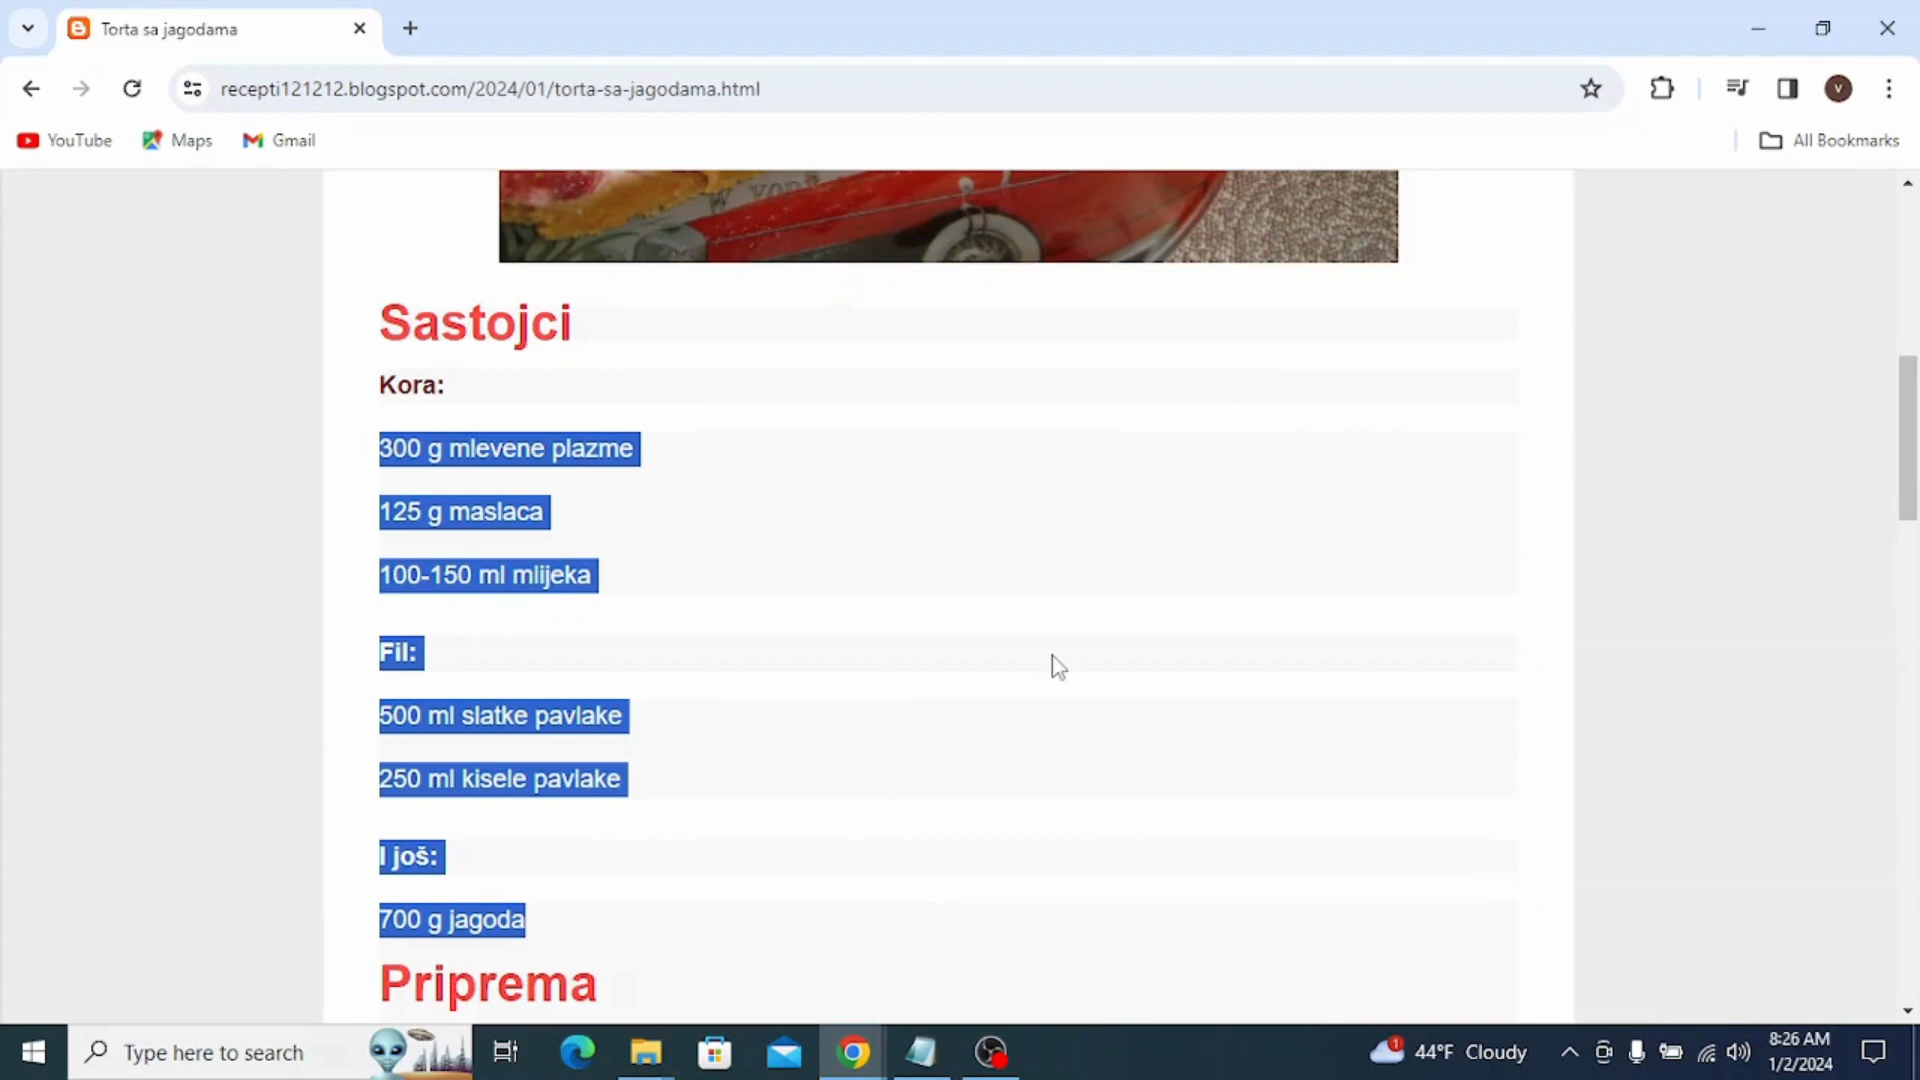 Torta sa jagodama
recepti121212.blogspot.com/2024/01/torta-sa-jagodama.html
V
YouTube
Maps
Gmail
All Bookmarks
W YORK
Sastojci
Kora:
300 g mlevene plazme
125 g maslaca
100-150 ml mlijeka
Fil:
500 ml slatke pavlake
250 ml kisele pavlake
I još:
700 g jagoda
Priprema
Type here to search
1
44°F Cloudy
8:26 AM
1/2/2024